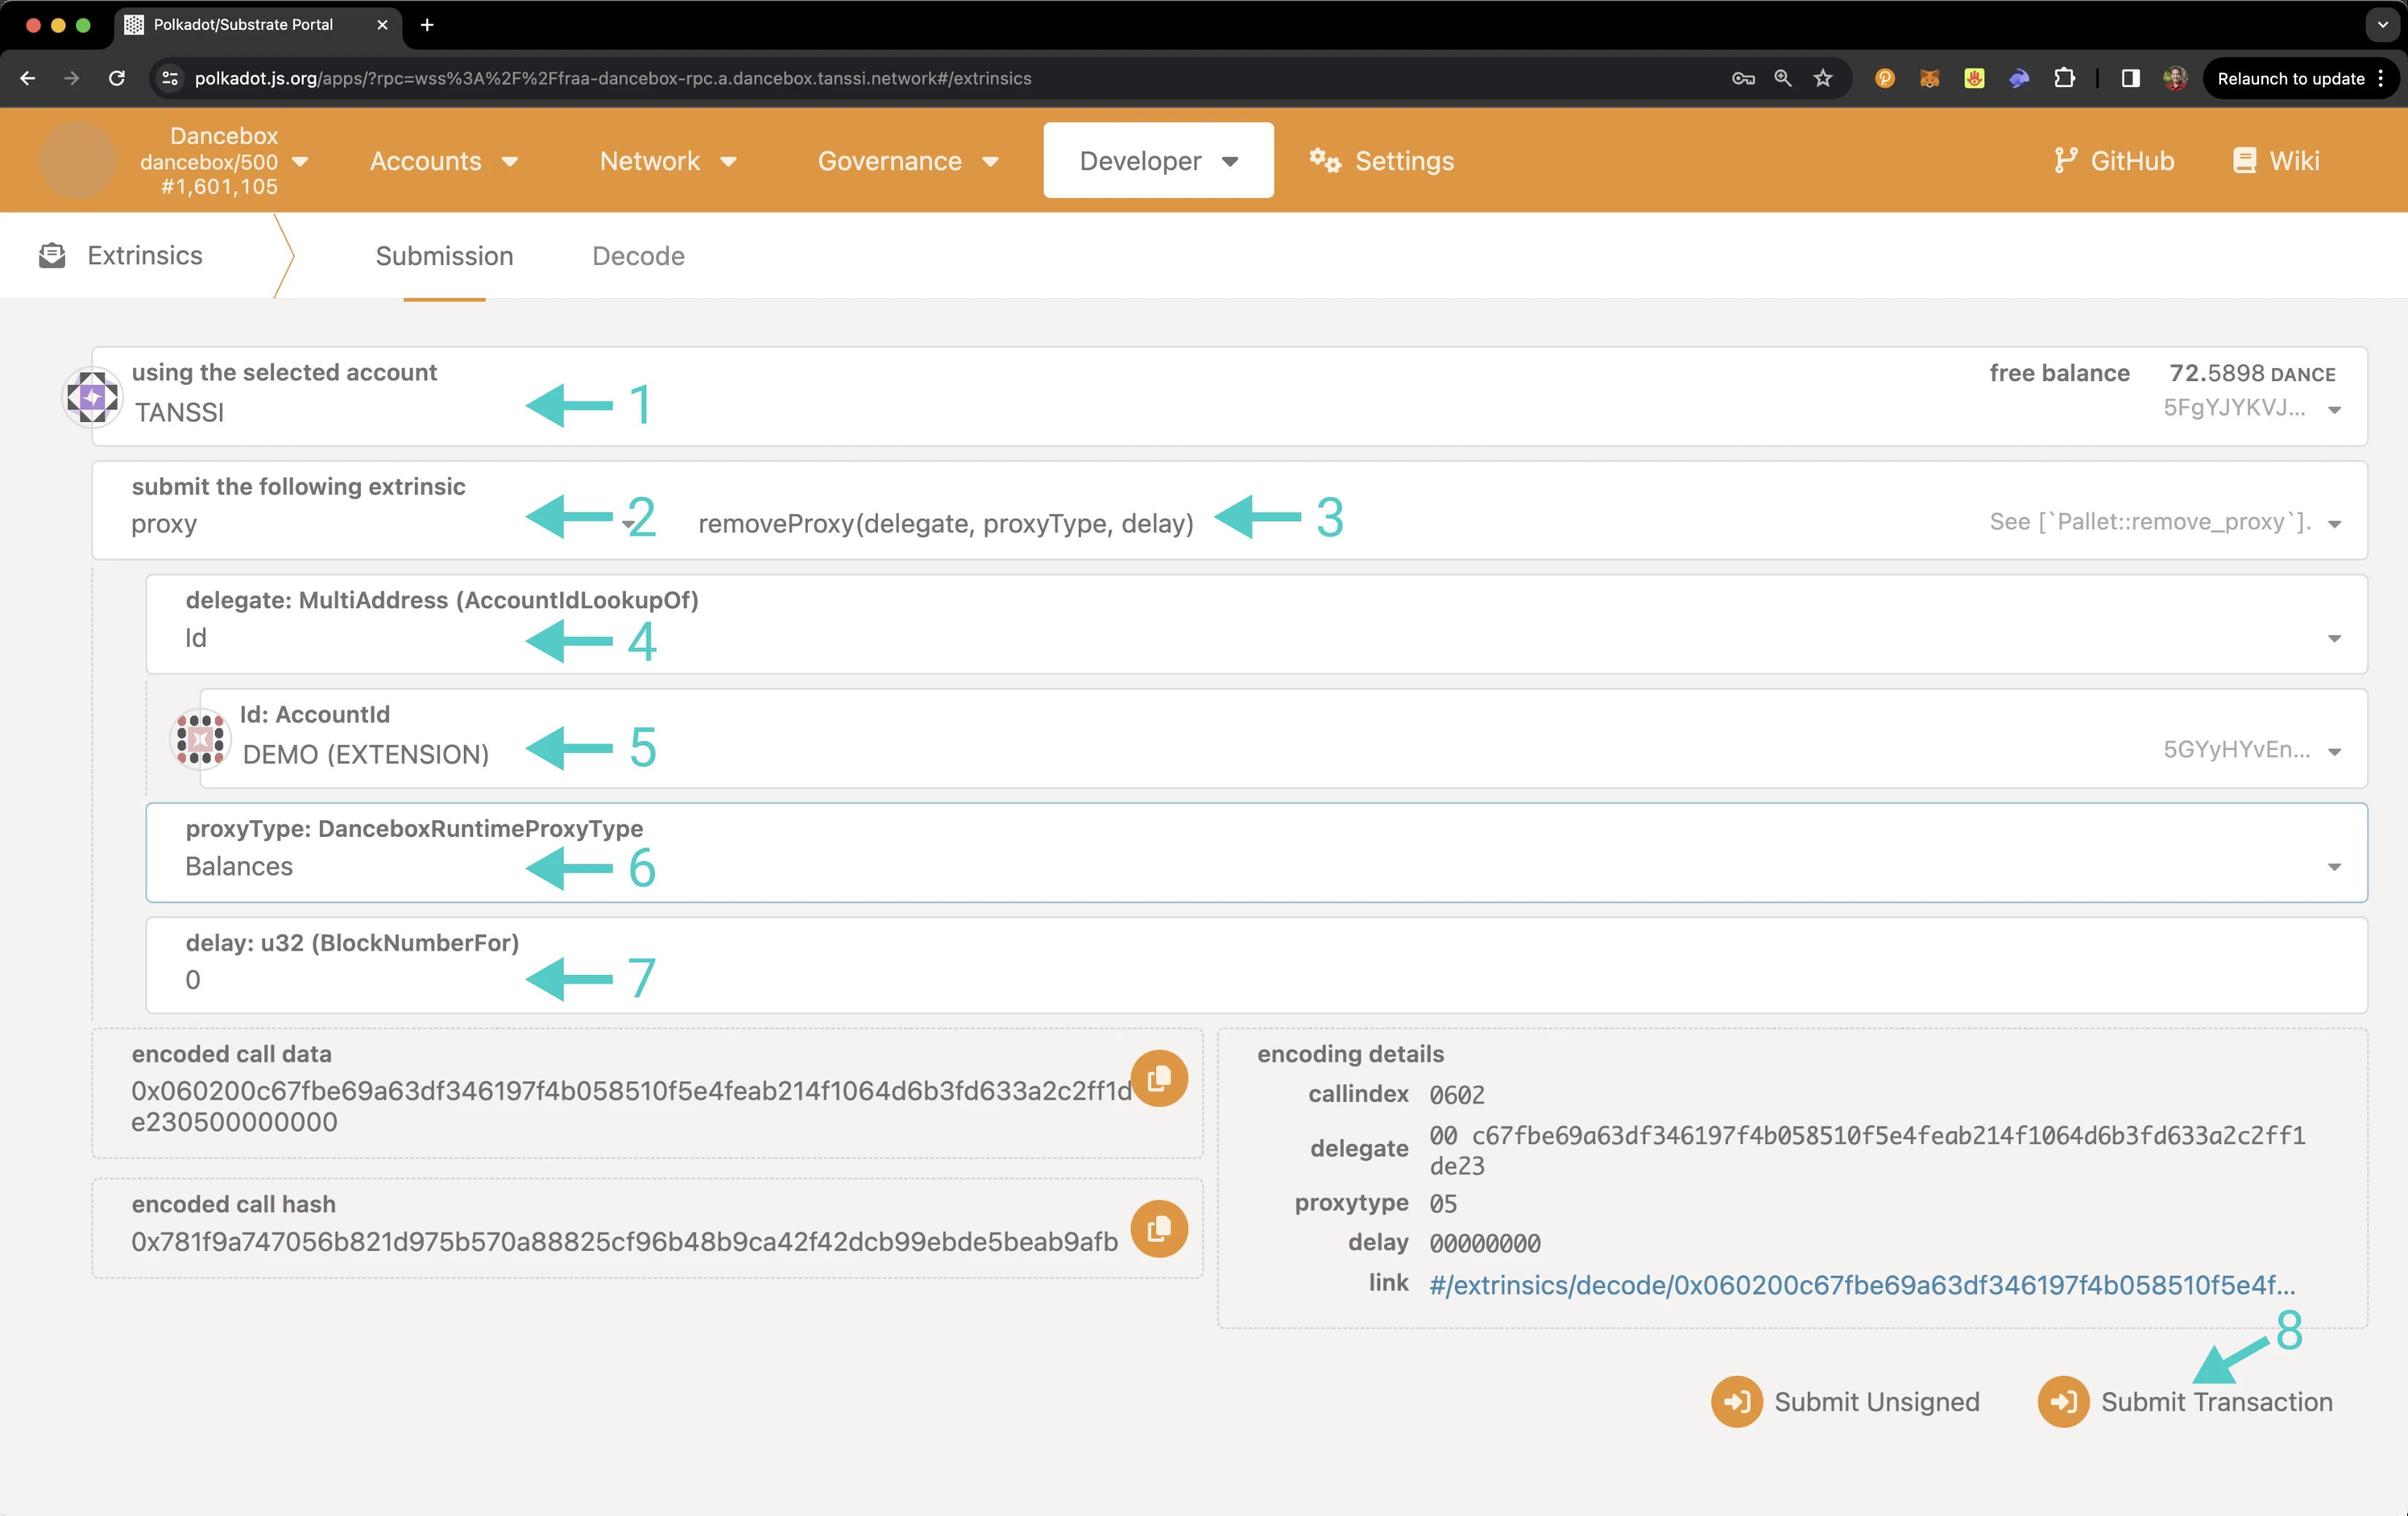 Polkadot/Substrate Portal
polkadot.js.org/apps/?rpc=wss%3A%2F%2Ffraa-dancebox-rpc.a.dancebox.tanssi.network#/extrinsics
Relaunch to update
Dancebox
dancebox/500
#1,601,105
Accounts
Network
Governance
Developer
Settings
GitHub
Wiki
Extrinsics
Submission
Decode
using the selected account
TANSSI
1
free balance 72.5898 DANCE
5FgYJYKVJ...
submit the following extrinsic
proxy
2
removeProxy(delegate, proxyType, delay)
3
See [`Pallet::remove_proxy`].
delegate: MultiAddress (AccountIdLookupOf)
Id
4
Id: AccountId
DEMO (EXTENSION)
5
5GYyHYvEn...
proxyType: DanceboxRuntimeProxyType
Balances
6
delay: u32 (BlockNumberFor)
0
7
encoded call data
0x060200c67fbe69a63df346197f4b058510f5e4feab214f1064d6b3fd633a2c2ff1d
e230500000000
encoded call hash
0x781f9a747056b821d975b570a88825cf96b48b9ca42f42dcb99ebde5beab9afb
encoding details
callindex 0602
delegate 00 c67fbe69a63df346197f4b058510f5e4feab214f1064d6b3fd633a2c2ff1
de23
proxytype 05
delay 00000000
link #/extrinsics/decode/0x060200c67fbe69a63df346197f4b058510f5e4f...
8
Submit Unsigned
Submit Transaction